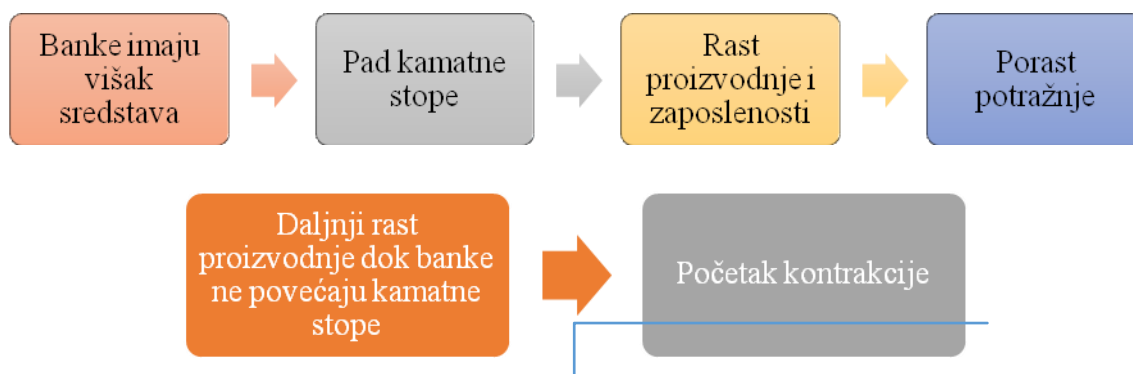 Banke imaju
višak
sredstava
Pad kamatne
stope
Rast
proizvodnje i
zaposlenosti
Porast
potražnje
Daljnji rast
proizvodnje dok banke
ne povećaju kamatne
stope
Početak kontrakcije